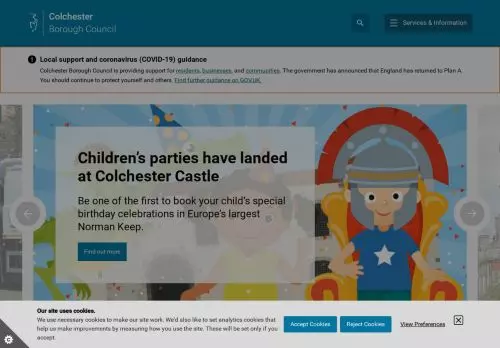 Colchester
Borough Council
Services & Information
Local support and coronavirus (COVID-19) guidance
Colchester Borough Council is providing support for residents, businesses, and communities. The government has announced that England has returned to Plan A.
You should continue to protect yourself and others. Find further guidance on GOV.UK.
Children's parties have landed
at Colchester Castle
Be one of the first to book your child's special
birthday celebrations in Europe's largest
Norman Keep.
Find out more
Our site uses cookies.
We use necessary cookies to make our site work. We'd also like to set analytics cookies that
help us make improvements by measuring how you use the site. These will be set only if you
accept.
Accept Cookies
Reject Cookies
View Preferences